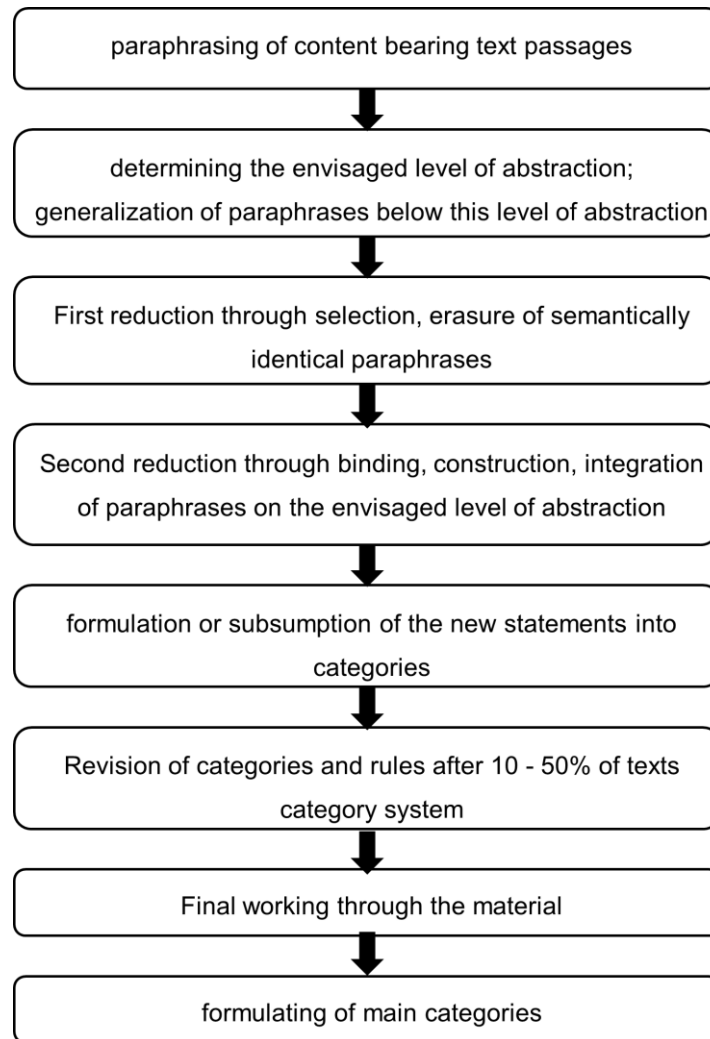 paraphrasing of content bearing text passages
determining the envisaged level of abstraction;
generalization of paraphrases below this level of abstraction
First reduction through selection, erasure of semantically
identical paraphrases
Second reduction through binding, construction, integration
of paraphrases on the envisaged level of abstraction
formulation or subsumption of the new statements into
categories
Revision of categories and rules after 10 - 50% of texts
category system
Final working through the material
formulating of main categories